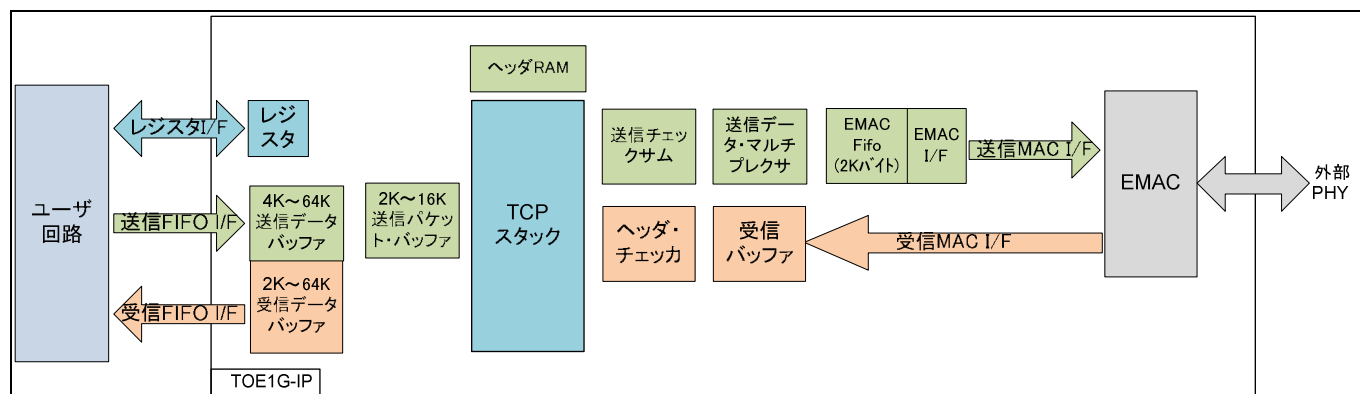 ヘッダRAM
ユーザ
回路
レジスタI/F
レジ
スタ
送信FIFO I/F
4K～64K
送信データ
バッファ
2K～16K
送信パケッ
ト・バッファ
受信FIFO I/F
2K～64K
受信データ
バッファ
TCP
スタック
送信チェッ
クサム
送信デー
タ・マルチ
プレクサ
EMAC
Fifo
(2Kバイト)
EMAC
I/F
送信MAC I/F
ヘッダ・
チェッカ
受信
バッファ
受信MAC I/F
EMAC
外部
PHY
TOE1G-IP